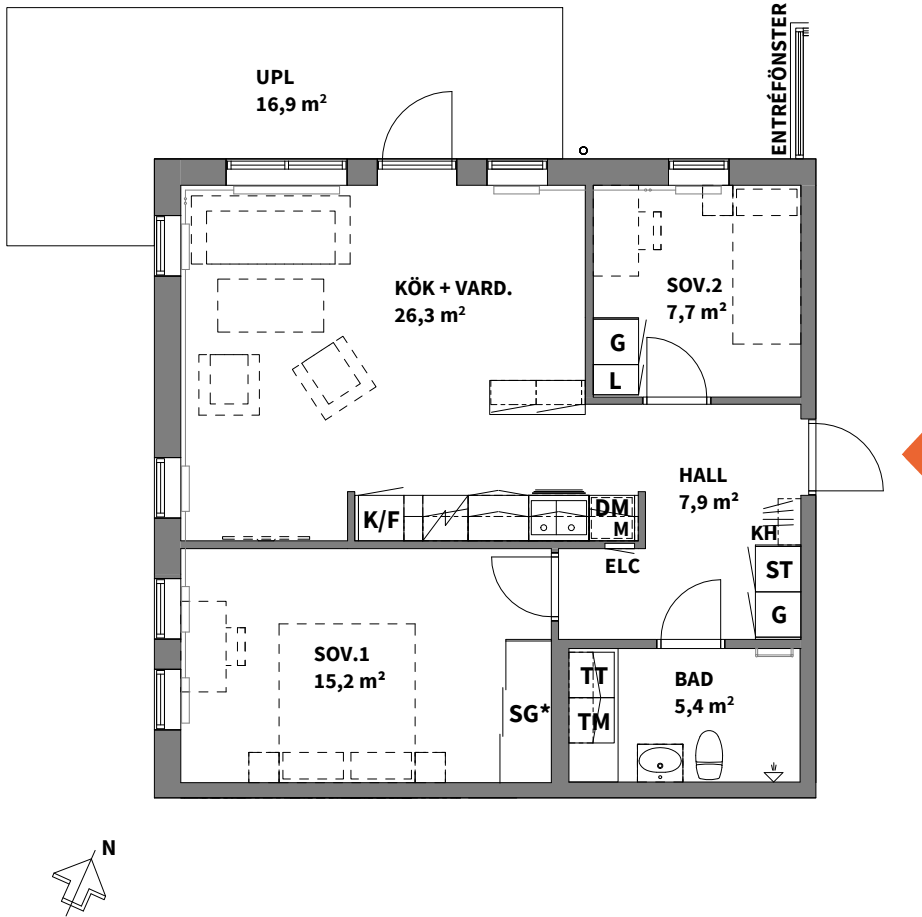 ENTRÉFÖNSTER
UPL
16,9 m²
KÖK + VARD.
26,3 m²
SOV.2
7,7 m²
G
L
HALL
7,9 m²
K/F
DM
M
KH
ELC
ST
G
SOV.1
15,2 m²
SG*
TT
TM
BAD
5,4 m²
N